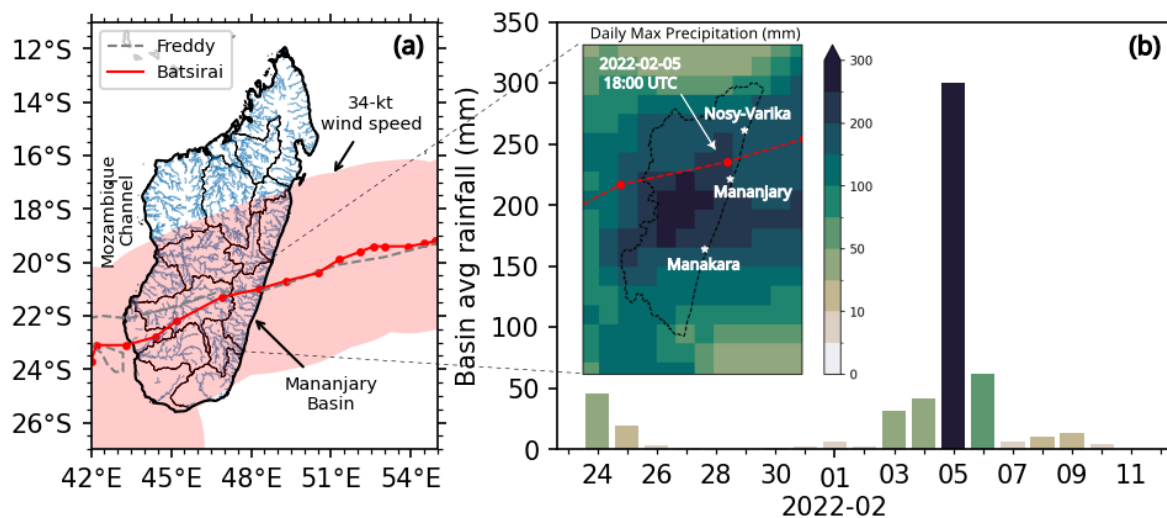 (a)
Freddy
Batsirai
34-kt
wind speed
Mozambique
Channel
Mananjary
Basin
12°S
14°S
16°S
18°S
20°S
22°S
24°S
26°S
42°E
45°E
48°E
51°E
54°E
(b)
Basin avg rainfall (mm)
350
300
250
200
150
100
50
0
Daily Max Precipitation (mm)
2022-02-05
18:00 UTC
Nosy-Varika
Mananjary
Manakara
300
200
100
50
10
0
24
26
28
30
01
03
05
07
09
11
2022-02